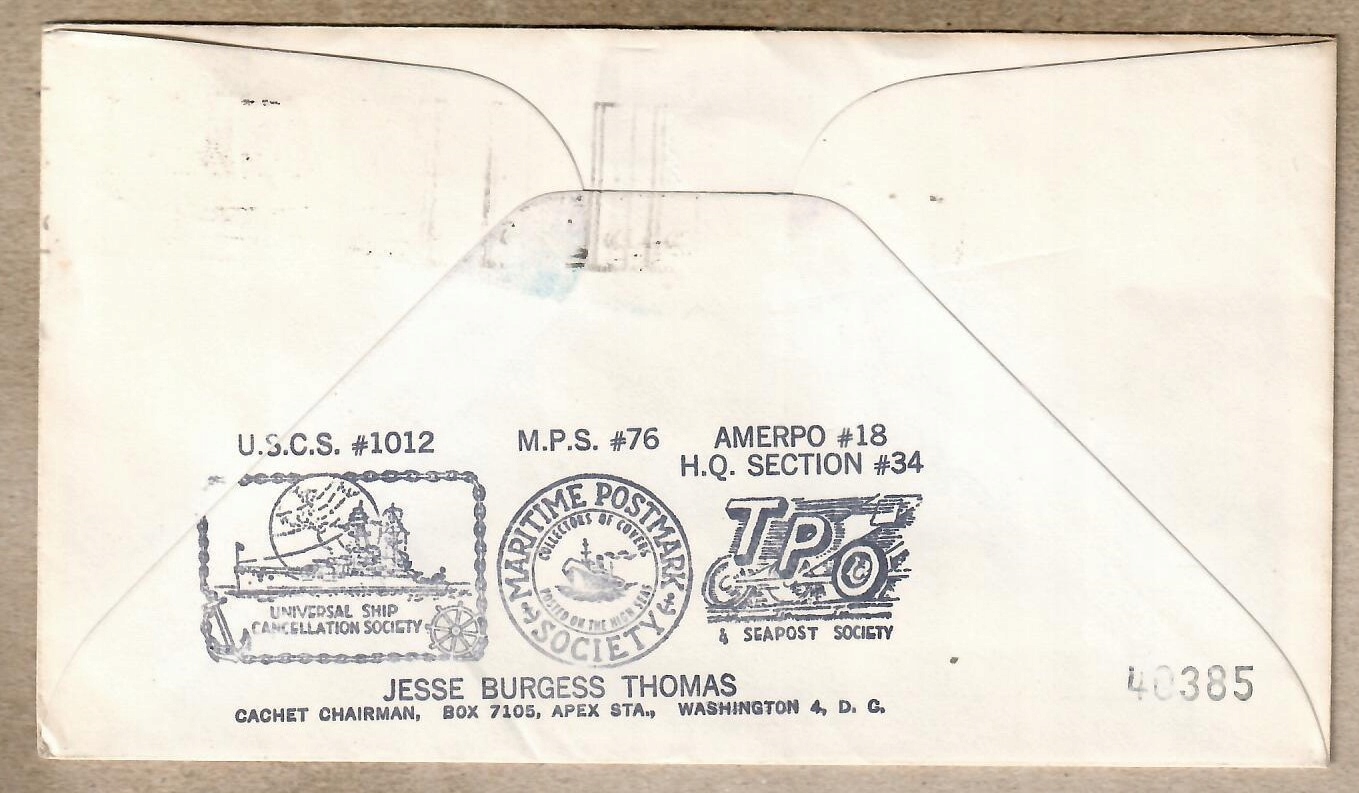 U.S.C.S. #1012
M.P.S. #76
AMERPO #18
H.Q. SECTION #34
UNIVERSAL SHIP
CANCELLATION SOCIETY
MARITIME POSTMARK
SOCIETY
COLLECTORS OF COVERS
POSTED ON THE HIGH SEAS
TPO
& SEAPOST SOCIETY
JESSE BURGESS THOMAS
CACHET CHAIRMAN, BOX 7105, APEX STA., WASHINGTON 4, D. C.
40385